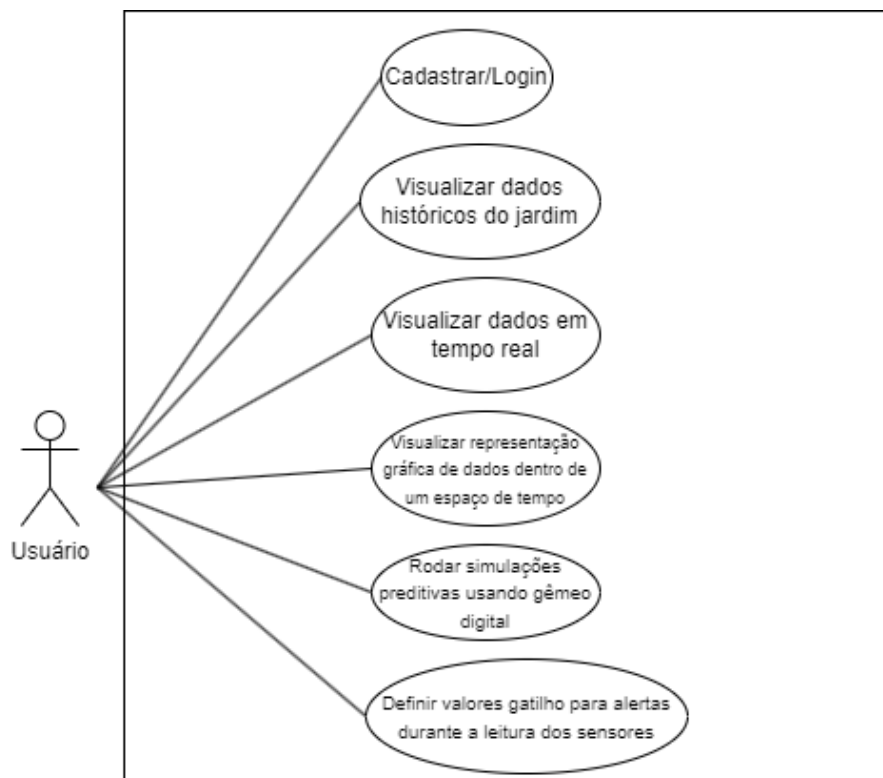 Cadastrar/Login
Visualizar dados
históricos do jardim
Visualizar dados em
tempo real
Visualizar representação
gráfica de dados dentro de
um espaço de tempo
Usuário
Rodar simulações
preditivas usando gêmeo
digital
Definir valores gatilho para alertas
durante a leitura dos sensores